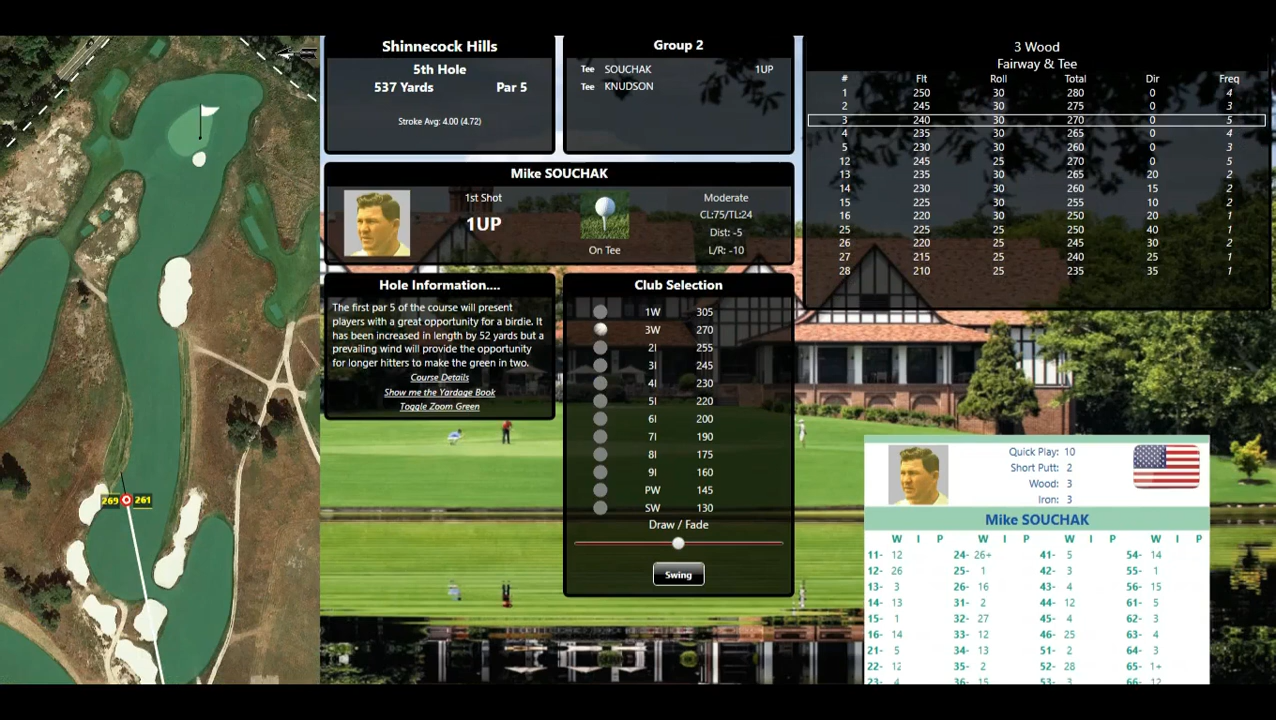 Shinnecock Hills
5th Hole
537 Yards Par 5
Stroke Avg: 4.00 (4.72)
Group 2
Tee SOUCHAK 1UP
Tee KNUDSON
3 Wood
Fairway & Tee
# Flt Roll Total Dir Freq
1 250 30 280 0 4
2 245 30 275 0 3
3 240 30 270 0 5
4 235 30 265 0 4
5 230 30 260 0 3
12 245 25 270 0 5
13 235 30 265 20 2
14 230 30 260 15 2
15 225 30 255 10 2
16 220 30 250 20 1
25 225 25 250 40 1
26 220 25 245 30 2
27 215 25 240 25 1
28 210 25 235 35 1
Mike SOUCHAK
1st Shot
1UP
On Tee
Moderate
CL:75/TL:24
Dist: -5
L/R: -10
Hole Information....
The first par 5 of the course will present
players with a great opportunity for a birdie. It
has been increased in length by 52 yards but a
prevailing wind will provide the opportunity
for longer hitters to make the green in two.
Course Details
Show me the Yardage Book
Toggle Zoom Green
Club Selection
1W 305
3W 270
2I 255
3I 245
4I 230
5I 220
6I 200
7I 190
8I 175
9I 160
PW 145
SW 130
Draw / Fade
Swing
269 261
Quick Play: 10
Short Putt: 2
Wood: 3
Iron: 3
Mike SOUCHAK
W I P W I P W I P W I P
11- 12 24- 26+ 41- 5 54- 14
12- 26 25- 1 42- 3 55- 1
13- 3 26- 16 43- 4 56- 15
14- 13 31- 2 44- 12 61- 5
15- 1 32- 27 45- 4 62- 3
16- 14 33- 12 46- 25 63- 4
21- 5 34- 13 51- 2 64- 3
22- 12 35- 2 52- 28 65- 1+
23- 4 36- 15 53- 3 66- 12